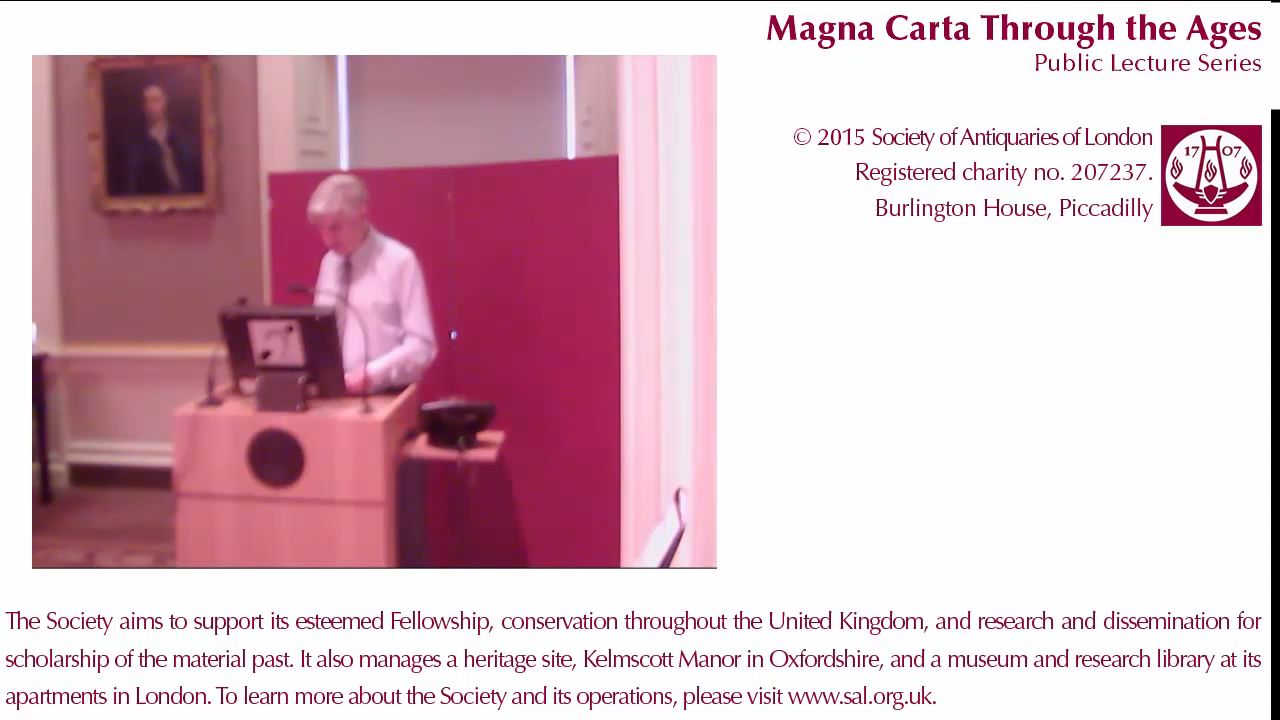 Magna Carta Through the Ages
Public Lecture Series
© 2015 Society of Antiquaries of London
Registered charity no. 207237.
Burlington House, Piccadilly
17 07
The Society aims to support its esteemed Fellowship, conservation throughout the United Kingdom, and research and dissemination for
scholarship of the material past. It also manages a heritage site, Kelmscott Manor in Oxfordshire, and a museum and research library at its
apartments in London. To learn more about the Society and its operations, please visit www.sal.org.uk.